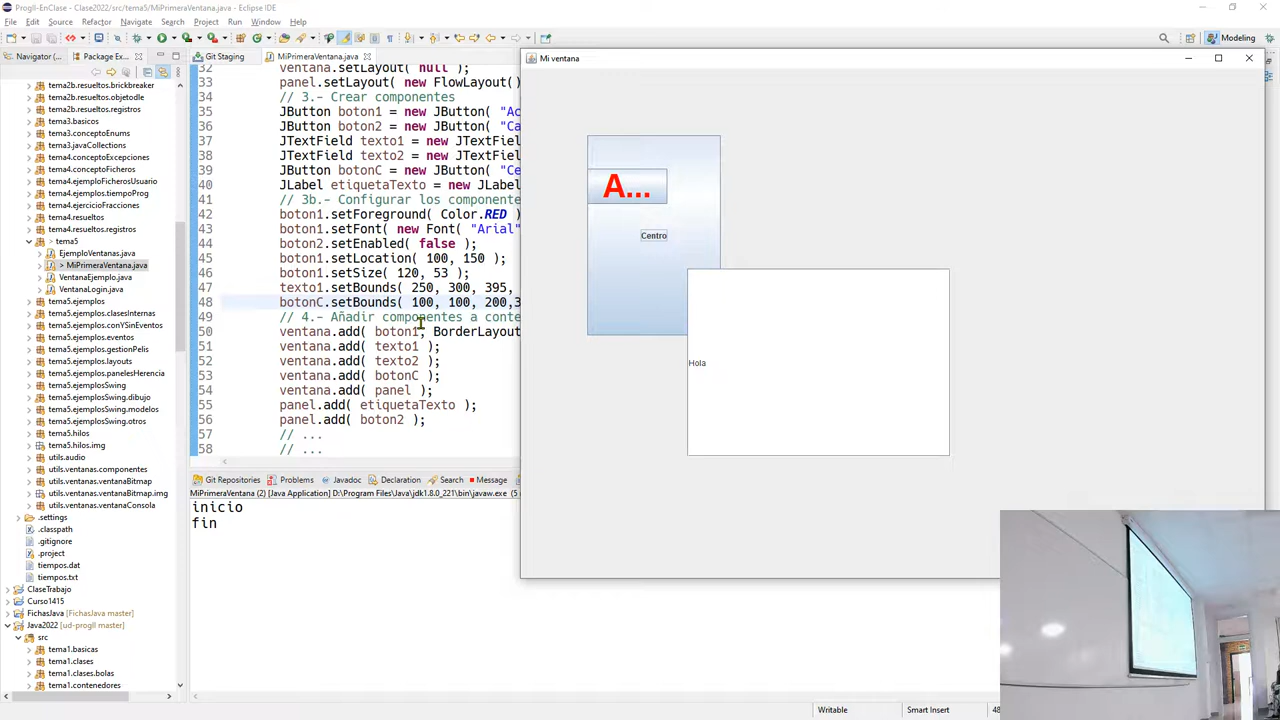 ProgII-EnClase - Clase2022/src/tema5/MiPrimeraVentana.java - Eclipse IDE
File Edit Source Refactor Navigate Search Project Run Window Help
Modeling
Navigator (... Package Ex...
tema2b.resueltos.brickbreaker
tema2b.resueltos.objetodle
tema2b.resueltos.registros
tema3.basicos
tema3.conceptoEnums
tema3.javaCollections
tema4.conceptoExcepciones
tema4.conceptoFicheros
tema4.ejemploFicherosUsuario
tema4.ejemplos.tiempoProg
tema4.ejercicioFracciones
tema4.resueltos
tema4.resueltos.registros
> tema5
EjemploVentanas.java
> MiPrimeraVentana.java
VentanaEjemplo.java
VentanaLogin.java
tema5.ejemplos
tema5.ejemplos.clasesInternas
tema5.ejemplos.conYSinEventos
tema5.ejemplos.eventos
tema5.ejemplos.gestionPelis
tema5.ejemplos.layouts
tema5.ejemplos.panelesHerencia
tema5.ejemplosSwing
tema5.ejemplosSwing.dibujo
tema5.ejemplosSwing.modelos
tema5.ejemplosSwing.otros
tema5.hilos
tema5.hilos.img
utils.audio
utils.ventanas.componentes
utils.ventanas.ventanaBitmap
utils.ventanas.ventanaBitmap.img
utils.ventanas.ventanaConsola
.settings
.classpath
.gitignore
.project
tiempos.dat
tiempos.txt
ClaseTrabajo
Curso1415
FichasJava [FichasJava master]
Java2022 [ud-progII master]
src
tema1.basicas
tema1.clases
tema1.clases.bolas
tema1.contenedores
Git Staging MiPrimeraVentana.java
32 ventana.setLayout( null );
33 panel.setLayout( new FlowLayout()
34 // 3.- Crear componentes
35 JButton boton1 = new JButton( "Ac
36 JButton boton2 = new JButton( "Ca
37 JTextField texto1 = new JTextF
38 JTextField texto2 = new JTextF
39 JButton botonC = new JButton( "Ce
40 JLabel etiquetaTexto = new JLabel
41 // 3b.- Configurar los componente
42 boton1.setForeground( Color.RED )
43 boton1.setFont( new Font( "Arial"
44 boton2.setEnabled( false );
45 boton1.setLocation( 100, 150 );
46 boton1.setSize( 120, 53 );
47 texto1.setBounds( 250, 300, 395,
48 botonC.setBounds( 100, 100, 200,3
49 // 4.- Añadir componentes a conte
50 ventana.add( boton1, BorderLayout
51 ventana.add( texto1 );
52 ventana.add( texto2 );
53 ventana.add( botonC );
54 ventana.add( panel );
55 panel.add( etiquetaTexto );
56 panel.add( boton2 );
57 // ...
58 // ...
Git Repositories Problems Javadoc Declaration Search Message
MiPrimeraVentana (2) [Java Application] D:\Program Files\Java\jdk1.8.0_221\bin\javaw.exe (5
inicio
fin
Mi ventana
A...
Centro
Hola
Writable Smart Insert 48